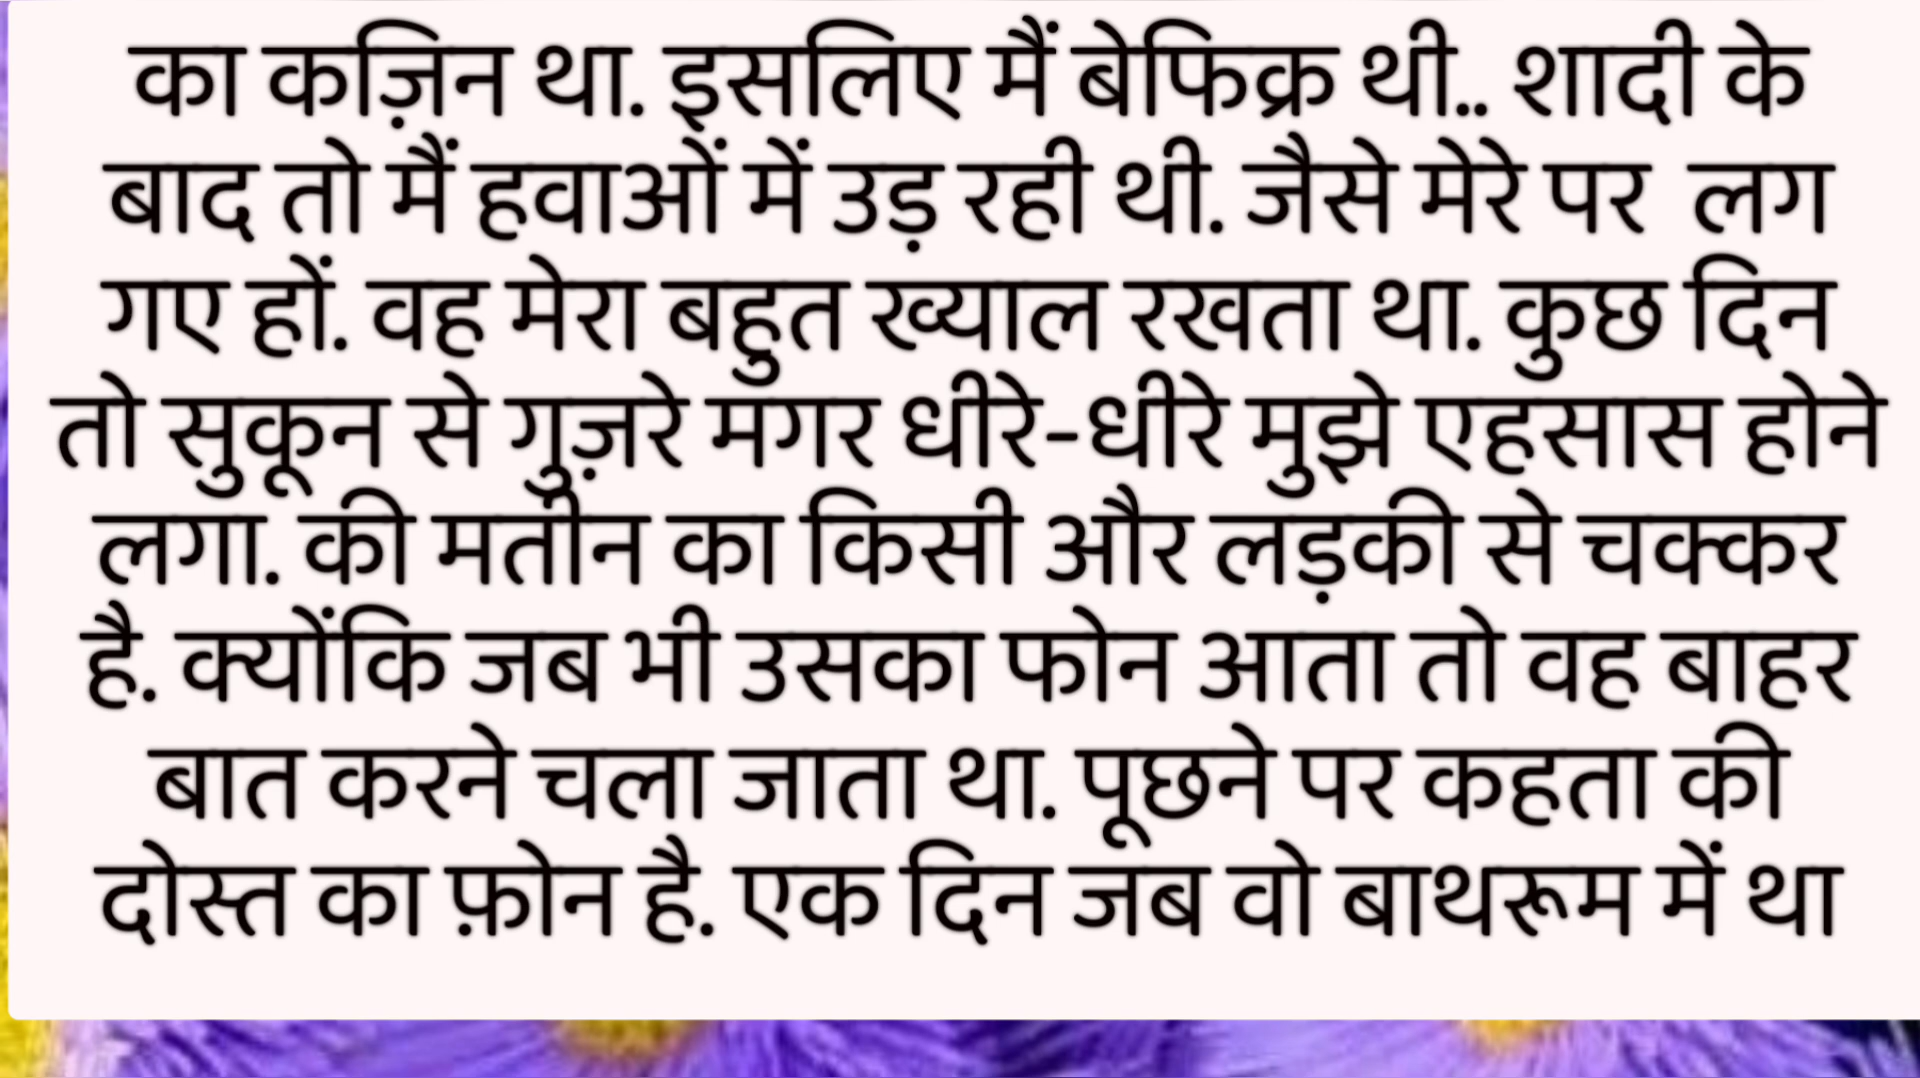 का कज़िन था. इसलिए मैं बेफिक्र थी.. शादी के
बाद तो मैं हवाओं में उड़ रही थी. जैसे मेरे पर लग
गए हों. वह मेरा बहुत ख्याल रखता था. कुछ दिन
तो सुकून से गुज़रे मगर धीरे-धीरे मुझे एहसास होने
लगा. की मतीन का किसी और लड़की से चक्कर
है. क्योंकि जब भी उसका फोन आता तो वह बाहर
बात करने चला जाता था. पूछने पर कहता की
दोस्त का फ़ोन है. एक दिन जब वो बाथरूम में था